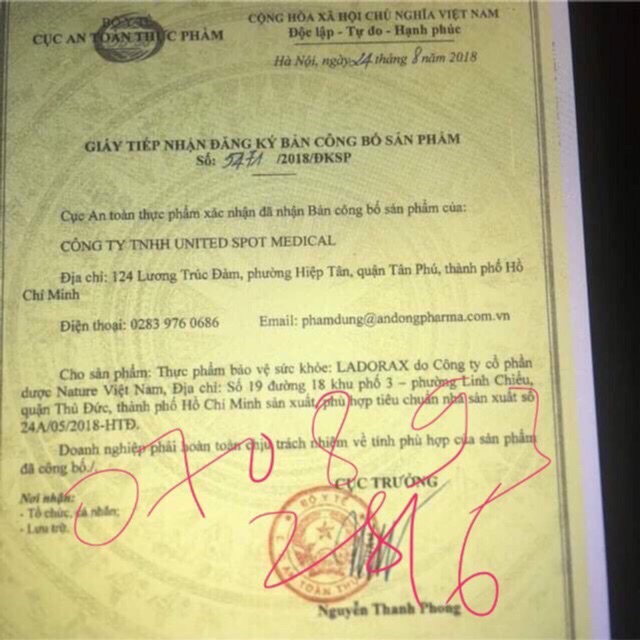 BỘ Y TẾ
CỤC AN TOÀN THỰC PHẨM
CỘNG HÒA XÃ HỘI CHỦ NGHĨA VIỆT NAM
Độc lập - Tự do - Hạnh phúc
Hà Nội, ngày 24 tháng 8 năm 2018
GIẤY TIẾP NHẬN ĐĂNG KÝ BẢN CÔNG BỐ SẢN PHẨM
SỐ: 5471 /2018/ĐKSP
Cục An toàn thực phẩm xác nhận đã nhận Bản công bố sản phẩm của:
CÔNG TY TNHH UNITED SPOT MEDICAL
Địa chỉ: 124 Lương Trúc Đàm, phường Hiệp Tân, quận Tân Phú, thành phố Hồ
Chí Minh
Điện thoại: 0283 976 0686 Email: phamdung@andongpharma.com.vn
Cho sản phẩm: Thực phẩm bảo vệ sức khỏe: LADORAX do Công ty cổ phần
dược Nature Việt Nam, Địa chỉ: Số 19 đường 18 khu phố 3 – phường Linh Chiểu,
quận Thủ Đức, thành phố Hồ Chí Minh sản xuất, phù hợp tiêu chuẩn nhà sản xuất số
24A/05/2018-HTĐ.
Doanh nghiệp phải hoàn toàn chịu trách nhiệm về tính phù hợp của sản phẩm
đã công bố./.
070893
2816
Nơi nhận:
- Tổ chức, cá nhân;
- Lưu trữ.
CỤC TRƯỞNG
BỘ Y TẾ
AN TOÀN THỰC
Nguyễn Thanh Phong